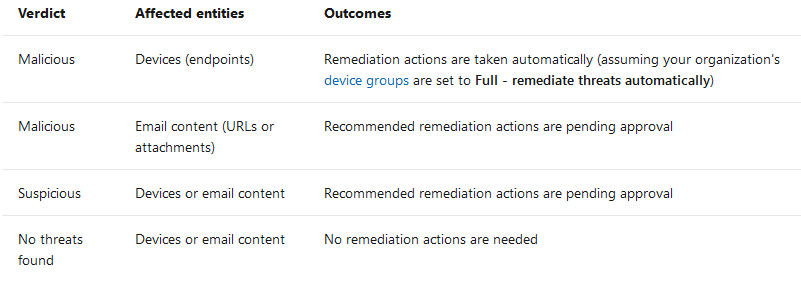 Verdict Affected entities Outcomes
Malicious Devices (endpoints) Remediation actions are taken automatically (assuming your organization's
device groups are set to Full - remediate threats automatically)
Malicious Email content (URLs or Recommended remediation actions are pending approval
attachments)
Suspicious Devices or email content Recommended remediation actions are pending approval
No threats Devices or email content No remediation actions are needed
found